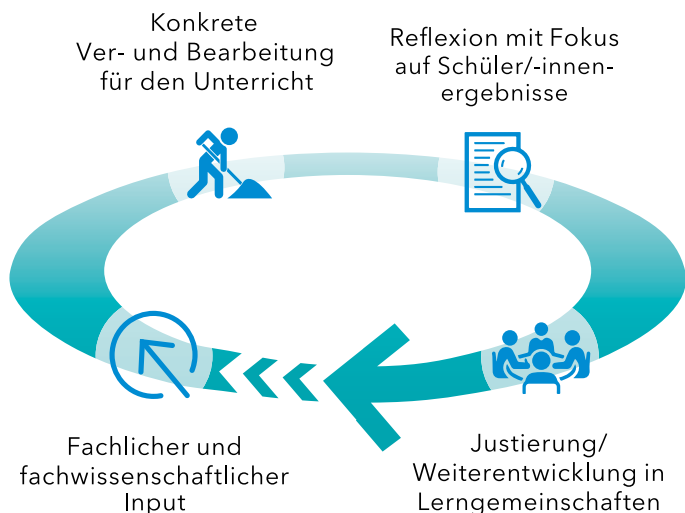 Konkrete
Ver- und Bearbeitung
für den Unterricht
Reflexion mit Fokus
auf Schüler/-innen-
ergebnisse
Fachlicher und
fachwissenschaftlicher
Input
Justierung/
Weiterentwicklung in
Lerngemeinschaften